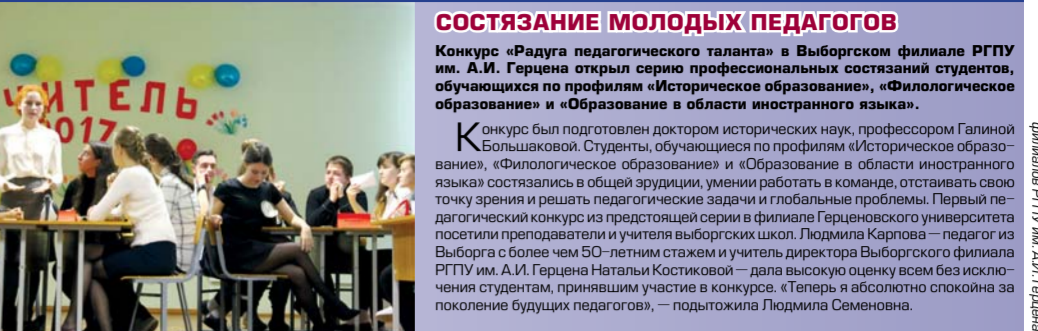 ЧИТЕЛЬ
2017
СОСТЯЗАНИЕ МОЛОДЫХ ПЕДАГОГОВ
Конкурс «Радуга педагогического таланта» в Выборгском филиале РГПУ
им. А.И. Герцена открыл серию профессиональных состязаний студентов,
обучающихся по профилям «Историческое образование», «Филологическое
образование» и «Образование в области иностранного языка».
Конкурс был подготовлен доктором исторических наук, профессором Галиной
Большаковой. Студенты, обучающиеся по профилям «Историческое образо-
вание», «Филологическое образование» и «Образование в области иностранного
языка» состязались в общей эрудиции, умении работать в команде, отстаивать свою
точку зрения и решать педагогические задачи и глобальные проблемы. Первый пе-
дагогический конкурс из предстоящей серии в филиале Герценовского университета
посетили преподаватели и учителя выборгских школ. Людмила Карпова — педагог из
Выборга с более чем 50-летним стажем и учитель директора Выборгского филиала
РГПУ им. А.И. Герцена Натальи Костиковой — дала высокую оценку всем без исклю-
чения студентам, принявшим участие в конкурсе. «Теперь я абсолютно спокойна за
поколение будущих педагогов», — подытожила Людмила Семеновна.
филиалов РГПУ им. А.И. Герцена